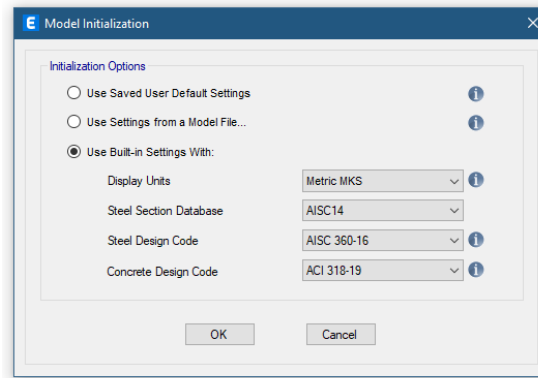 E Model Initialization
Initialization Options
Use Saved User Default Settings
Use Settings from a Model File...
Use Built-in Settings With:
Display Units Metric MKS
Steel Section Database AISC14
Steel Design Code AISC 360-16
Concrete Design Code ACI 318-19
OK Cancel